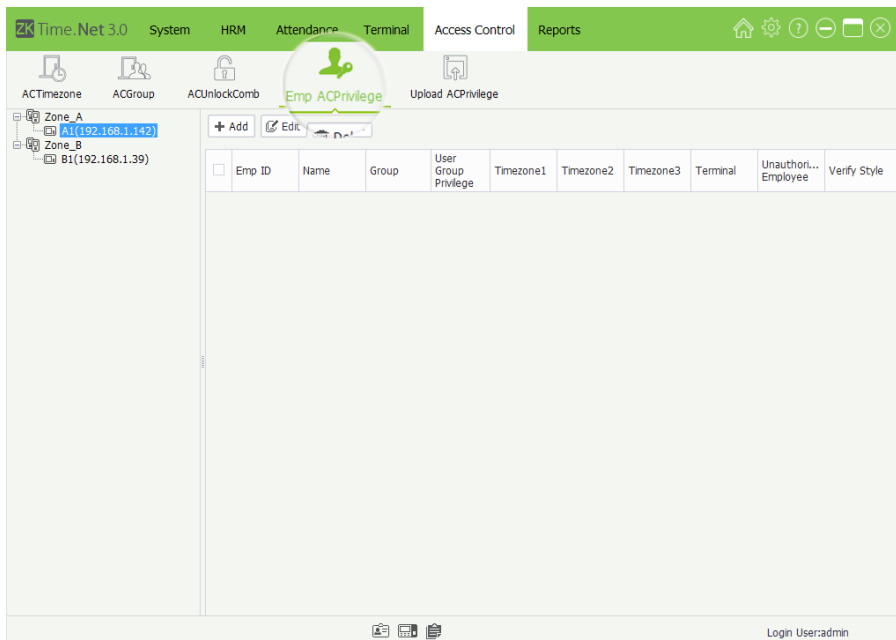 ZK Time.Net 3.0 System HRM Attendance Terminal Access Control Reports
ACTimezone ACGroup ACUnlockComb Emp ACPrivilege Upload ACPrivilege
Zone_A
A1(192.168.1.142)
Zone_B
B1(192.168.1.39)
+ Add Edit
Emp ID Name Group User Group Privilege Timezone1 Timezone2 Timezone3 Terminal Unauthori... Employee Verify Style
Login User:admin